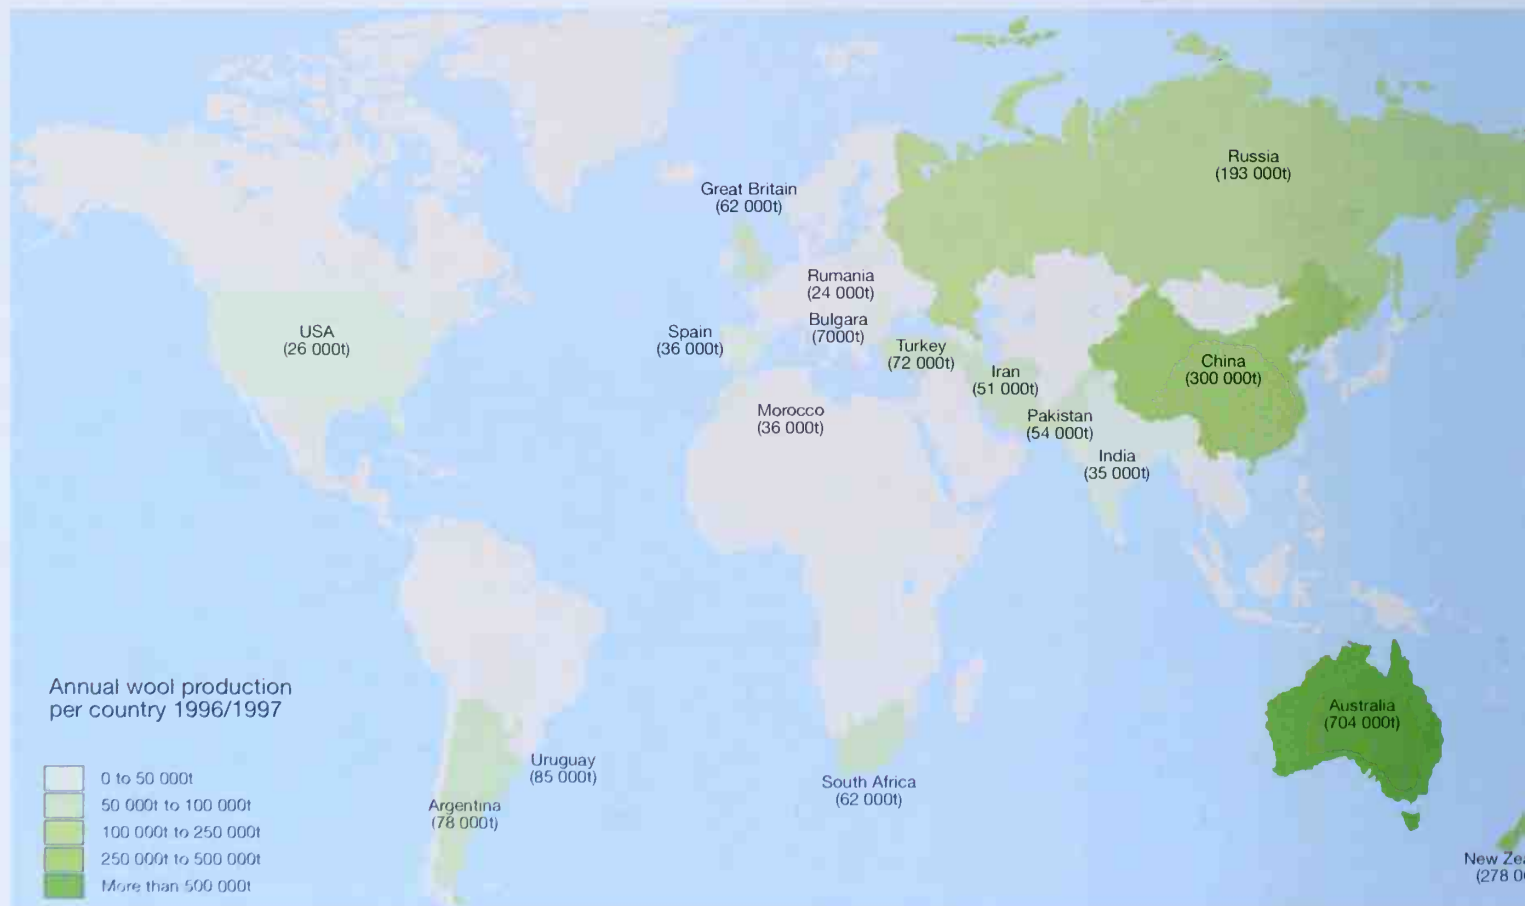 Russia
(193 000t)
Great Britain
(62 000t)
Rumania
(24 000t)
Bulgara
(7000t)
USA
(26 000t)
Spain
(36 000t)
Turkey
(72 000t)
China
(300 000t)
Iran
(51 000t)
Morocco
(36 000t)
Pakistan
(54 000t)
India
(35 000t)
Annual wool production
per country 1996/1997
Australia
(704 000t)
Uruguay
(85 000t)
South Africa
(62 000t)
Argentina
(78 000t)
0 to 50 000t
50 000t to 100 000t
100 000t to 250 000t
250 000t to 500 000t
More than 500 000t
New Zea
(278 0